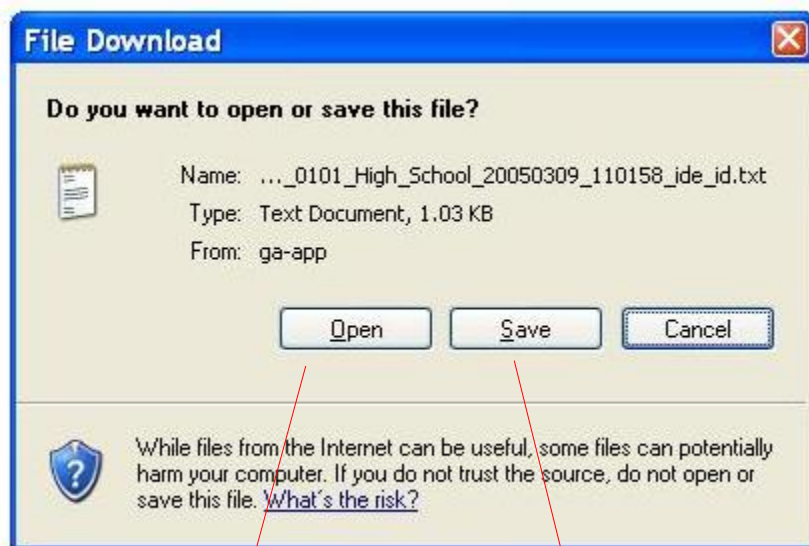 File Download
Do you want to open or save this file?
Name: ..._0101_High_School_20050309_110158_ide_id.txt
Type: Text Document, 1.03 KB
From: ga-app
Open Save Cancel
While files from the Internet can be useful, some files can potentially
harm your computer. If you do not trust the source, do not open or
save this file. What's the risk?